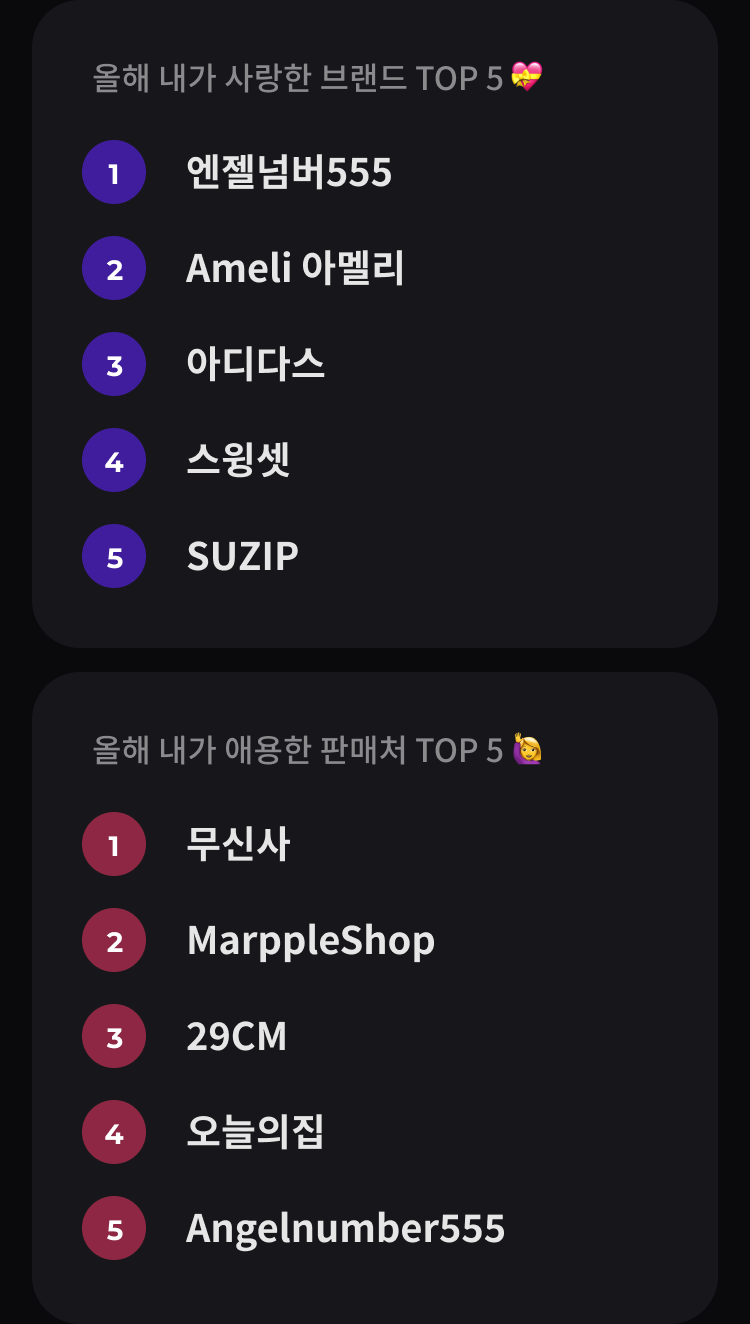 올해 내가 사랑한 브랜드 TOP 5 💝
1 엔젤넘버555
2 Ameli 아멜리
3 아디다스
4 스윙셋
5 SUZIP
올해 내가 애용한 판매처 TOP 5 🙋
1 무신사
2 MarppleShop
3 29CM
4 오늘의집
5 Angelnumber555